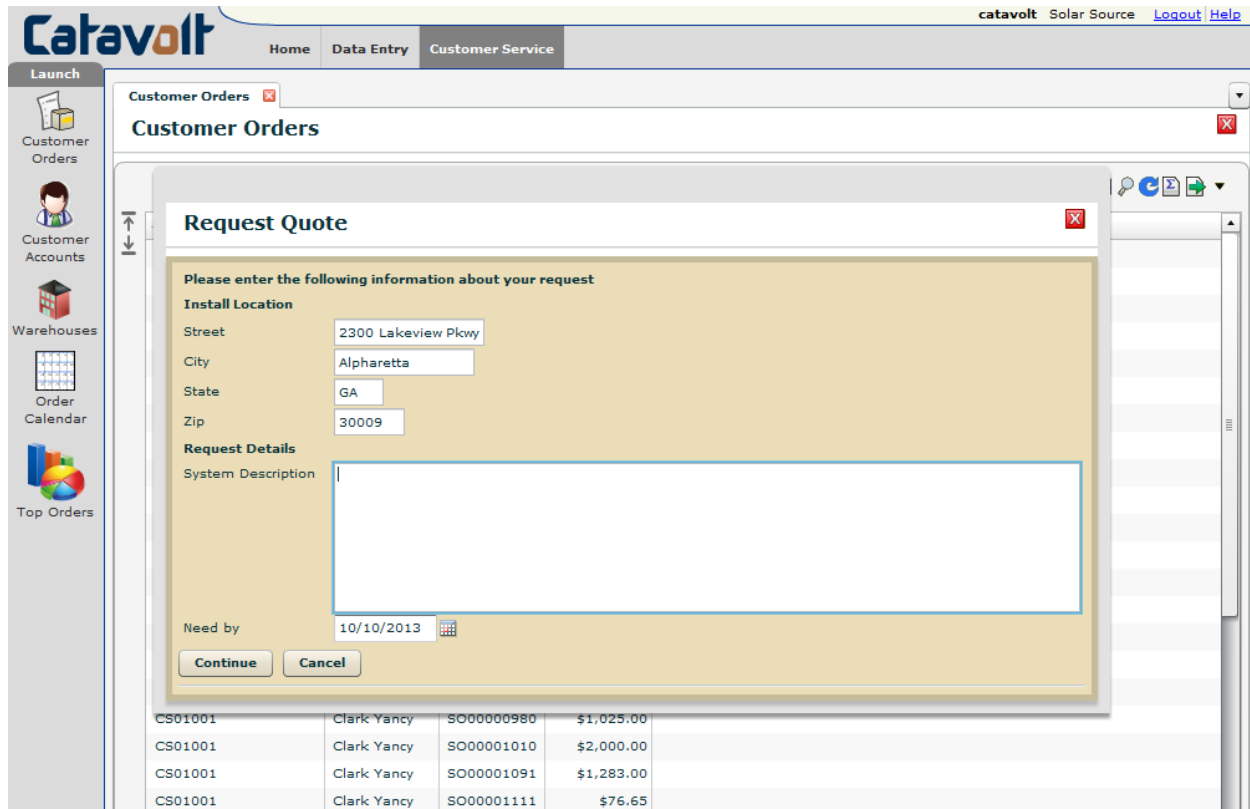 catavolt Solar Source Logout Help
Catavolt
Home Data Entry Customer Service
Launch
Customer Orders
Customer Accounts
Warehouses
Order Calendar
Top Orders
Customer Orders
Customer Orders
Request Quote
Please enter the following information about your request
Install Location
Street 2300 Lakeview Pkwy
City Alpharetta
State GA
Zip 30009
Request Details
System Description
Need by 10/10/2013
Continue Cancel
CS01001 Clark Yancy SO00000980 $1,025.00
CS01001 Clark Yancy SO00001010 $2,000.00
CS01001 Clark Yancy SO00001091 $1,283.00
CS01001 Clark Yancy SO00001111 $76.65